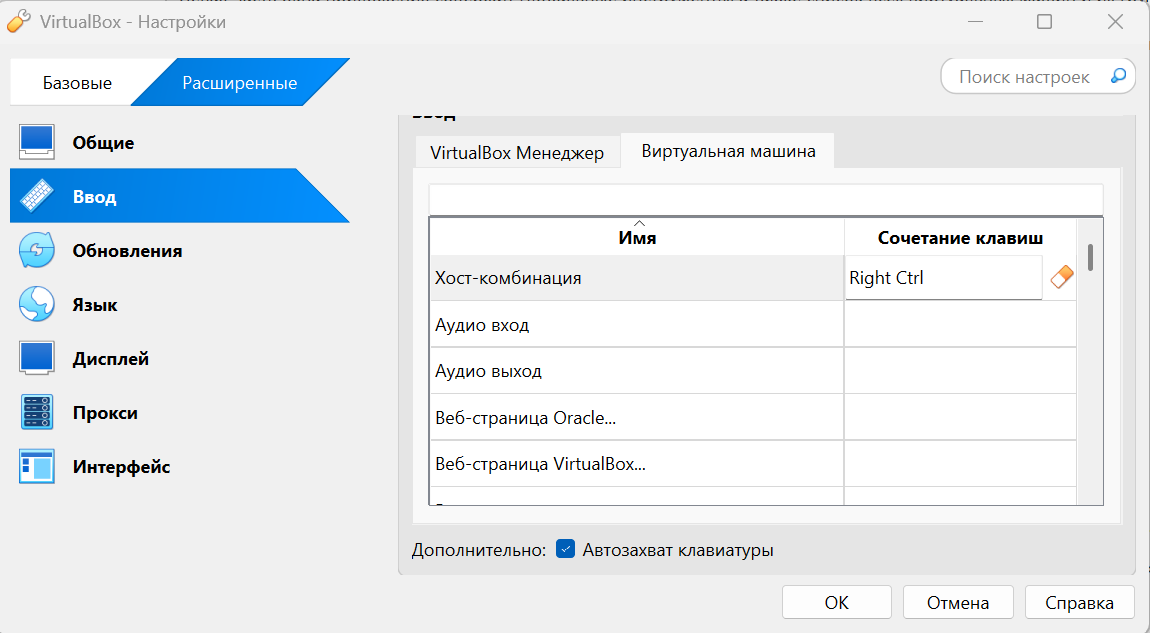 VirtualBox - Настройки
Базовые
Расширенные
Поиск настроек
Общие
Ввод
Обновления
Язык
Дисплей
Прокси
Интерфейс
Ввод
VirtualBox Менеджер
Виртуальная машина
Имя
Сочетание клавиш
Хост-комбинация
Right Ctrl
Аудио вход
Аудио выход
Веб-страница Oracle...
Веб-страница VirtualBox...
Дополнительно:
Автозахват клавиатуры
OK
Отмена
Справка